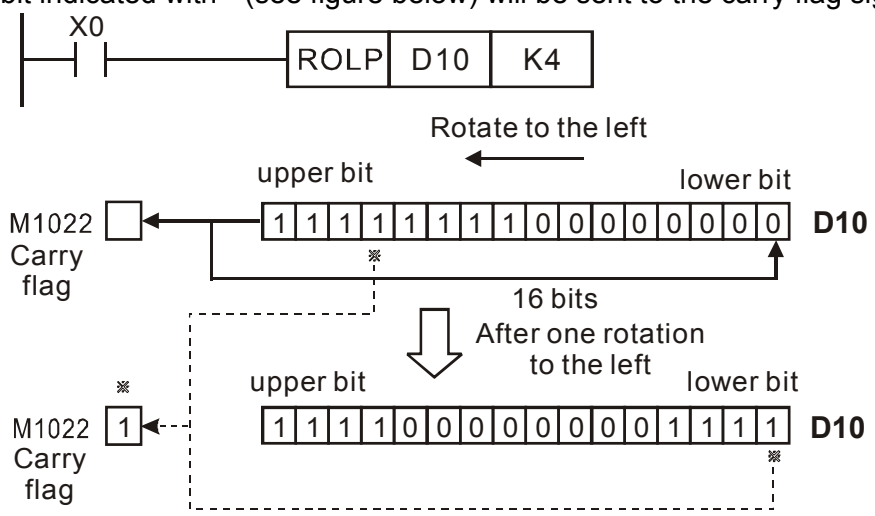 bit indicated with (see figure below) will be sent to the carry flag sig
X0
ROLP D10 K4
Rotate to the left
upper bit lower bit
M1022 1 1 1 1 1 1 1 1 0 0 0 0 0 0 0 0 D10
Carry
flag
※
16 bits
After one rotation
to the left
upper bit lower bit
※
M1022 1 1 1 1 1 0 0 0 0 0 0 0 0 1 1 1 1 D10
Carry
flag
※